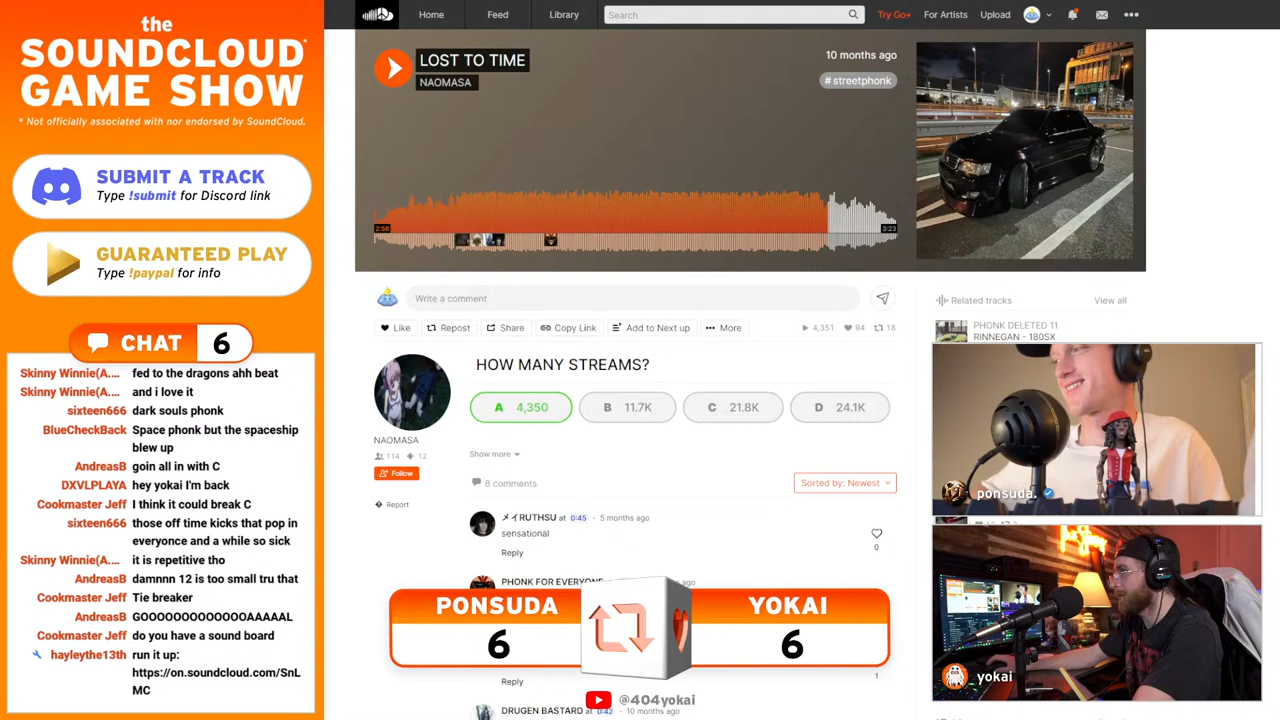 the
SOUNDCLOUD
GAME SHOW
* Not officially associated with nor endorsed by SoundCloud.
SUBMIT A TRACK
Type !submit for Discord link
GUARANTEED PLAY
Type !paypal for info
CHAT 6
Skinny Winnie(A.... fed to the dragons ahh beat
Skinny Winnie(A.... and i love it
sixteen666 dark souls phonk
BlueCheckBack Space phonk but the spaceship
blew up
AndreasB goin all in with C
DXVLPLAYA hey yokai I'm back
Cookmaster Jeff I think it could break C
sixteen666 those off time kicks that pop in
everyonce and a while so sick
Skinny Winnie(A.... it is repetitive tho
AndreasB damnnn 12 is too small tru that
Cookmaster Jeff Tie breaker
AndreasB GOOOOOOOOOOOOAAAAAL
Cookmaster Jeff do you have a sound board
hayleythe13th run it up:
https://on.soundcloud.com/SnL
MC
Home Feed Library Search Try Go+ For Artists Upload
LOST TO TIME
NAOMASA
10 months ago
# streetphonk
2:56 3:23
Write a comment
Like Repost Share Copy Link Add to Next up More 4,351 94 18
HOW MANY STREAMS?
A 4,350 B 11.7K C 21.8K D 24.1K
NAOMASA
114 12
Follow
Report
Show more
8 comments
Sorted by: Newest
メイRUTHSU at 0:45 · 5 months ago
sensational
0
Reply
PHONK FOR EVERYONE
ago
Reply
1
DRUGEN BASTARD at 0:42 · 10 months ago
Related tracks View all
PHONK DELETED 11
RINNEGAN - 180SX
ponsuda.
yokai
PONSUDA
6
YOKAI
6
@404yokai